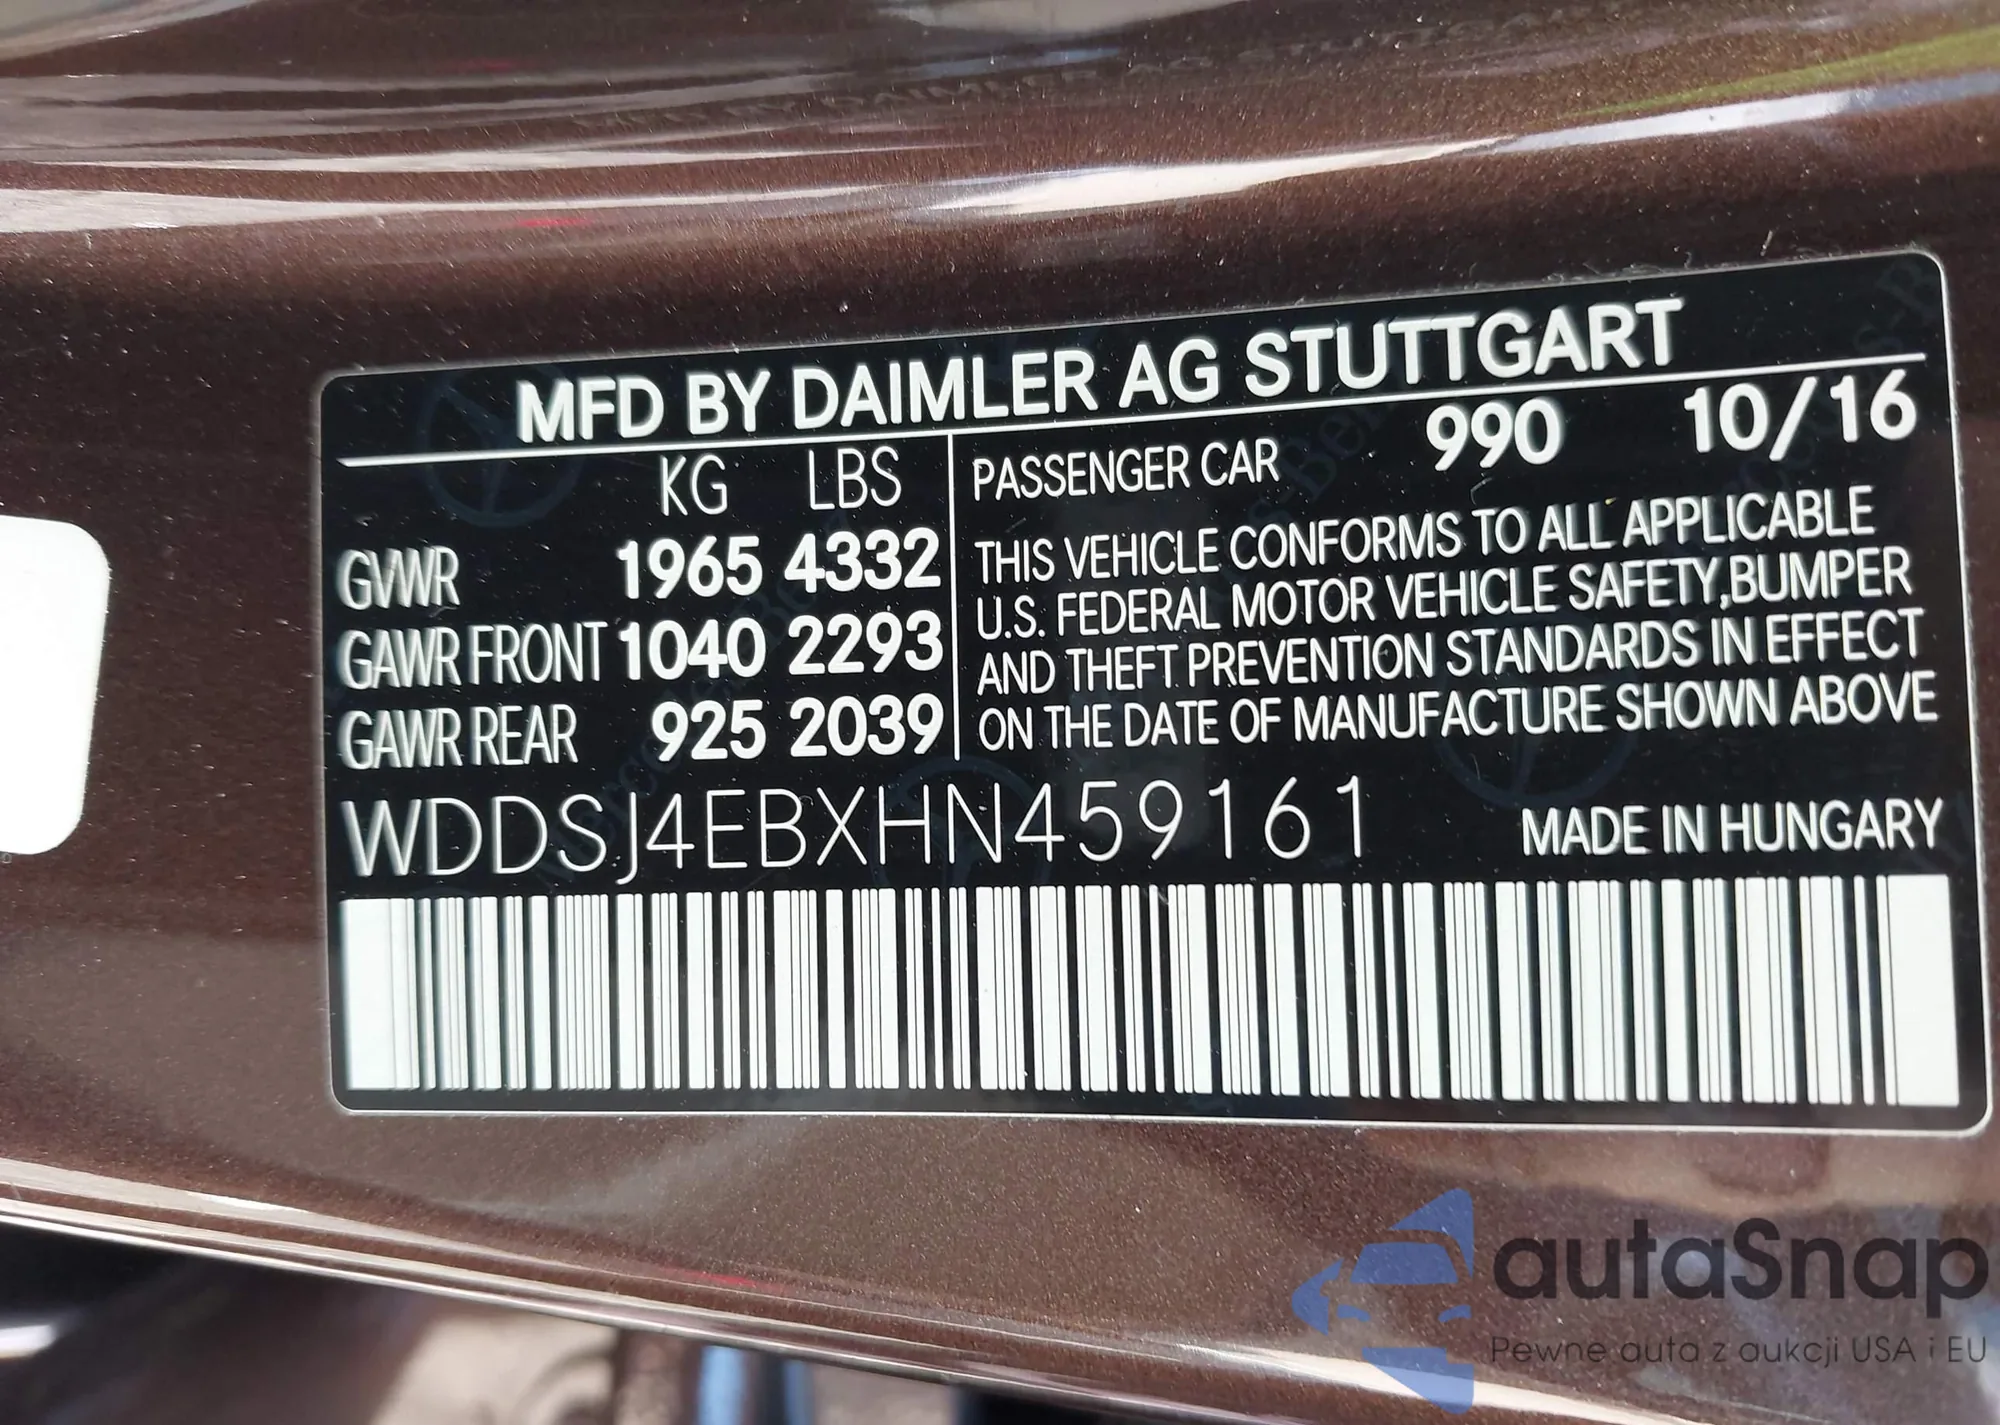 MFD BY DAIMLER AG STUTTGART
KG LBS
GVWR 1965 4332
GAWR FRONT 1040 2293
GAWR REAR 925 2039
PASSENGER CAR 990 10/16
THIS VEHICLE CONFORMS TO ALL APPLICABLE
U.S. FEDERAL MOTOR VEHICLE SAFETY,BUMPER
AND THEFT PREVENTION STANDARDS IN EFFECT
ON THE DATE OF MANUFACTURE SHOWN ABOVE
WDDSJ4EBXHN459161 MADE IN HUNGARY
autaSnap
Pewne auta z aukcji USA i EU